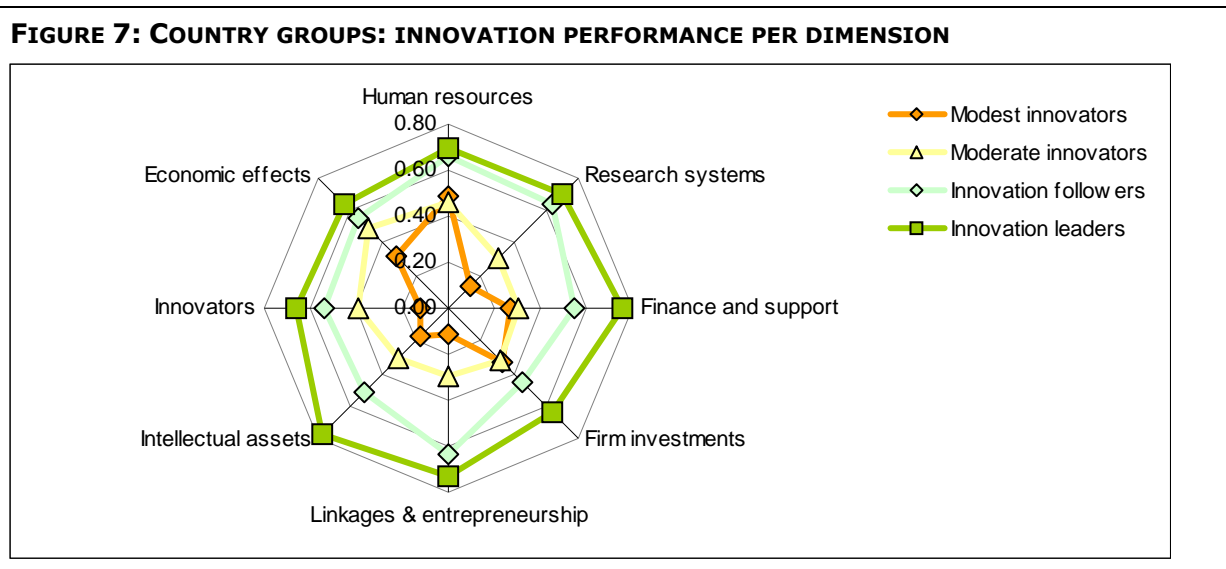 FIGURE 7: COUNTRY GROUPS: INNOVATION PERFORMANCE PER DIMENSION
Human resources
0.80
0.60
0.40
0.20
0.00
Research systems
Finance and support
Firm investments
Linkages & entrepreneurship
Intellectual assets
Innovators
Economic effects
Modest innovators
Moderate innovators
Innovation followers
Innovation leaders